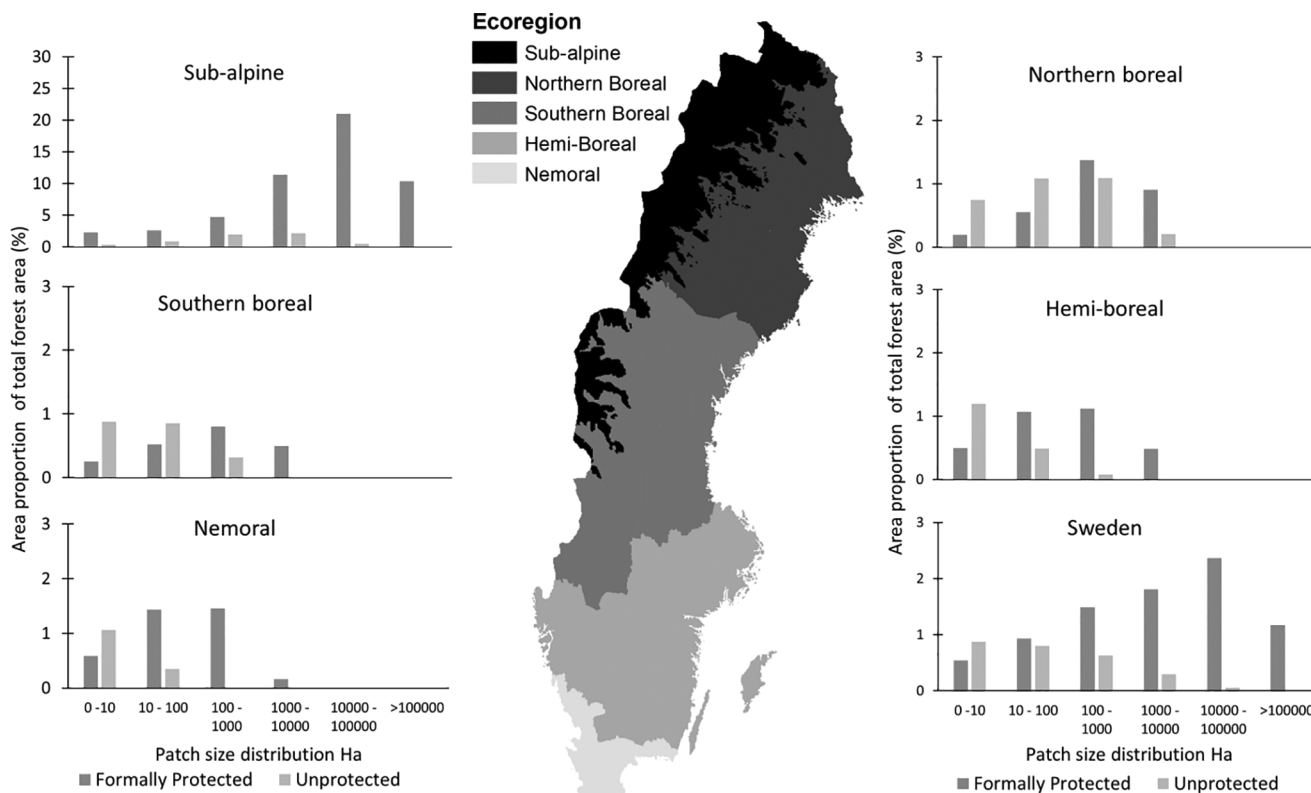 Ecoregion
Sub-alpine
Northern Boreal
Southern Boreal
Hemi-Boreal
Nemoral
Area proportion of total forest area (%)
Sub-alpine
30
25
20
15
10
5
0
Southern boreal
3
2
1
0
Nemoral
3
2
1
0
0 -10
10 - 100
100 -
1000
1000 -
10000
10000 -
100000
>100000
Patch size distribution Ha
Formally Protected
Unprotected
Area proportion of total forest area (%)
Northern boreal
3
2
1
0
Hemi-boreal
3
2
1
0
Sweden
3
2
1
0
0 -10
10 - 100
100 -
1000
1000 -
10000
10000 -
100000
>100000
Patch size distribution Ha
Formally Protected
Unprotected